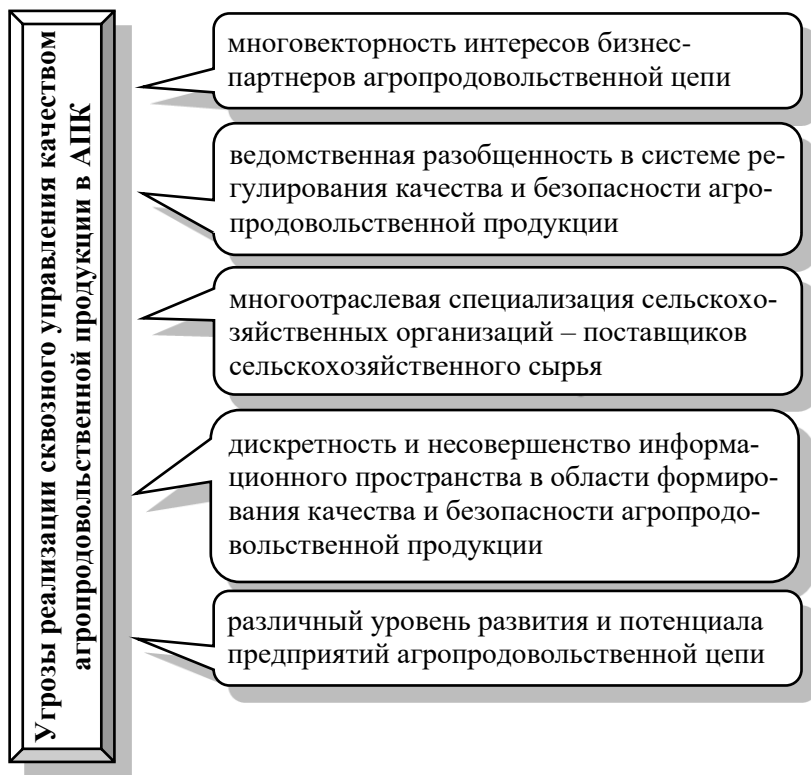 Угрозы реализации сквозного управления качеством
агропродовольственной продукции в АПК
многовекторность интересов бизнес-
партнеров агропродовольственной цепи
ведомственная разобщенность в системе ре-
гулирования качества и безопасности агро-
продовольственной продукции
многоотраслевая специализация сельскохо-
зяйственных организаций – поставщиков
сельскохозяйственного сырья
дискретность и несовершенство информа-
ционного пространства в области формиро-
вания качества и безопасности агропродо-
вольственной продукции
различный уровень развития и потенциала
предприятий агропродовольственной цепи